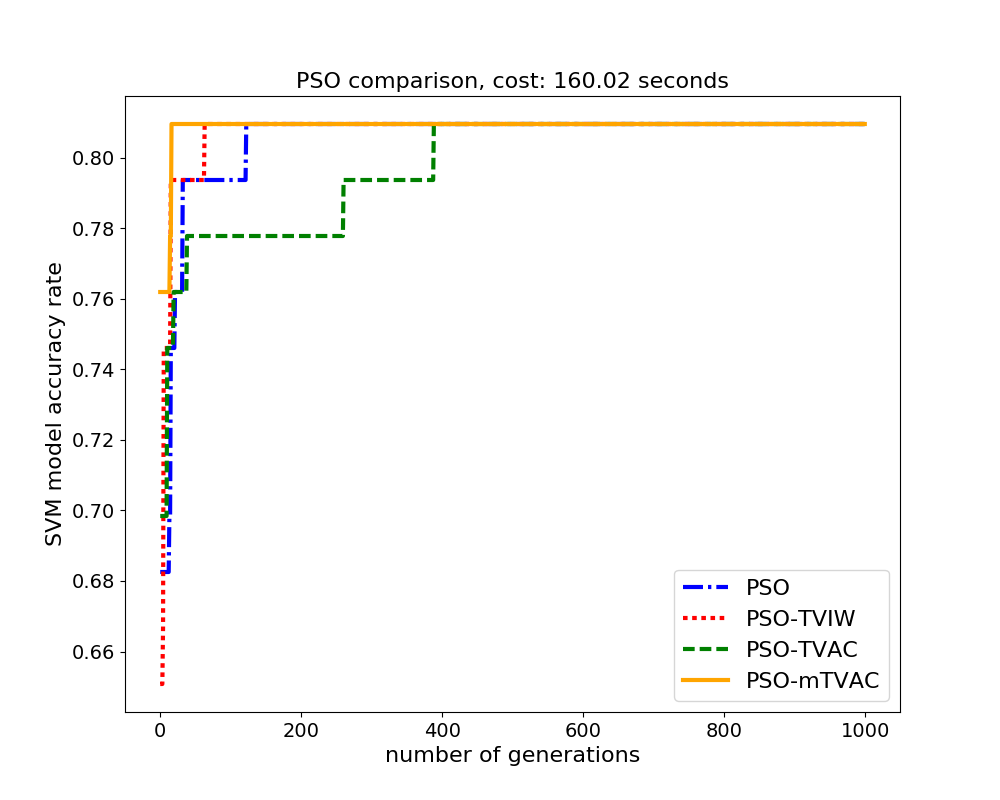 PSO comparison, cost: 160.02 seconds
SVM model accuracy rate
0.80
0.78
0.76
0.74
0.72
0.70
0.68
0.66
0 200 400 600 800 1000
number of generations
PSO
PSO-TVIW
PSO-TVAC
PSO-mTVAC